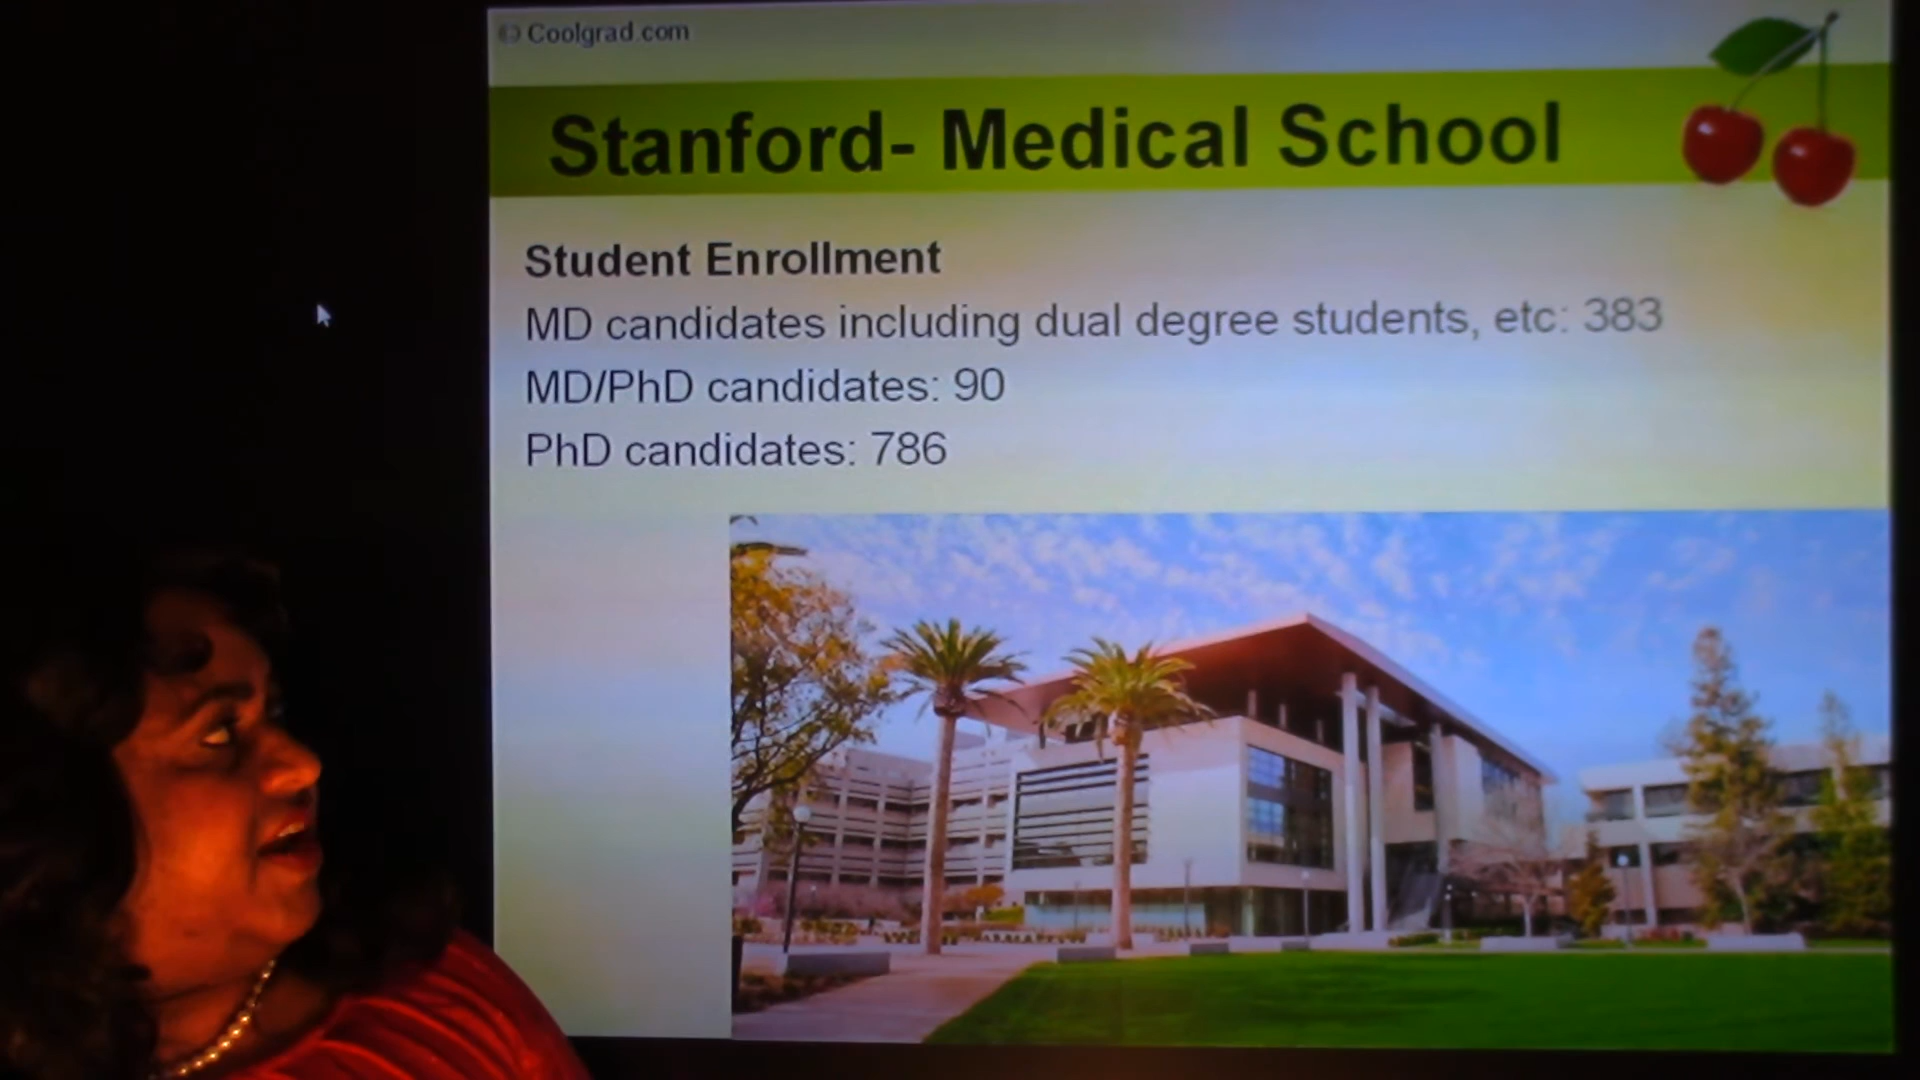 © Coolgrad.com
Stanford- Medical School
Student Enrollment
MD candidates including dual degree students, etc: 383
MD/PhD candidates: 90
PhD candidates: 786